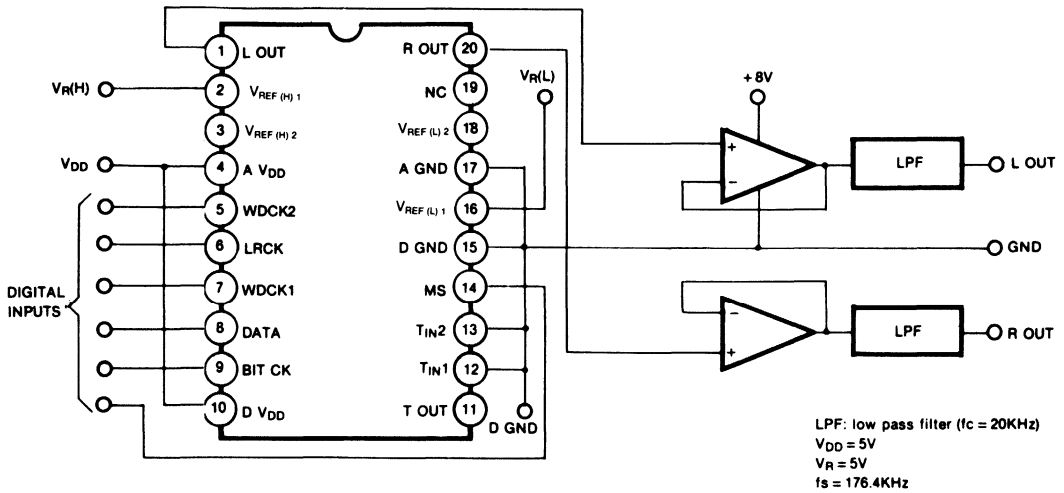 1 L OUT
2 VREF (H) 1
3 VREF (H) 2
4 A VDD
5 WDCK2
6 LRCK
7 WDCK1
8 DATA
9 BIT CK
10 D VDD
R OUT 20
NC 19
VREF (L) 2 18
A GND 17
VREF (L) 1 16
D GND 15
MS 14
TIN2 13
TIN1 12
T OUT 11
VR(H)
VDD
DIGITAL
INPUTS
VR(L)
D GND
+8V
+
−
LPF
L OUT
GND
−
+
LPF
R OUT
LPF: low pass filter (fc = 20KHz)
VDD = 5V
VR = 5V
fs = 176.4KHz